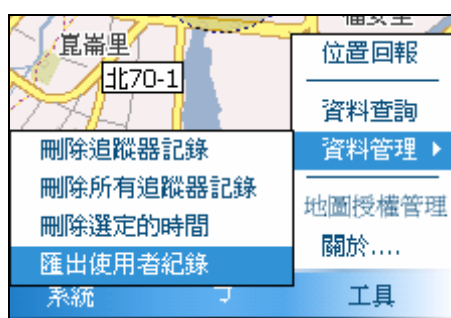 崑崙里
北70-1
位置回報
資料查詢
資料管理
地圖授權管理
關於....
刪除追蹤器記錄
刪除所有追蹤器記錄
刪除選定的時間
匯出使用者紀錄
系統
工具